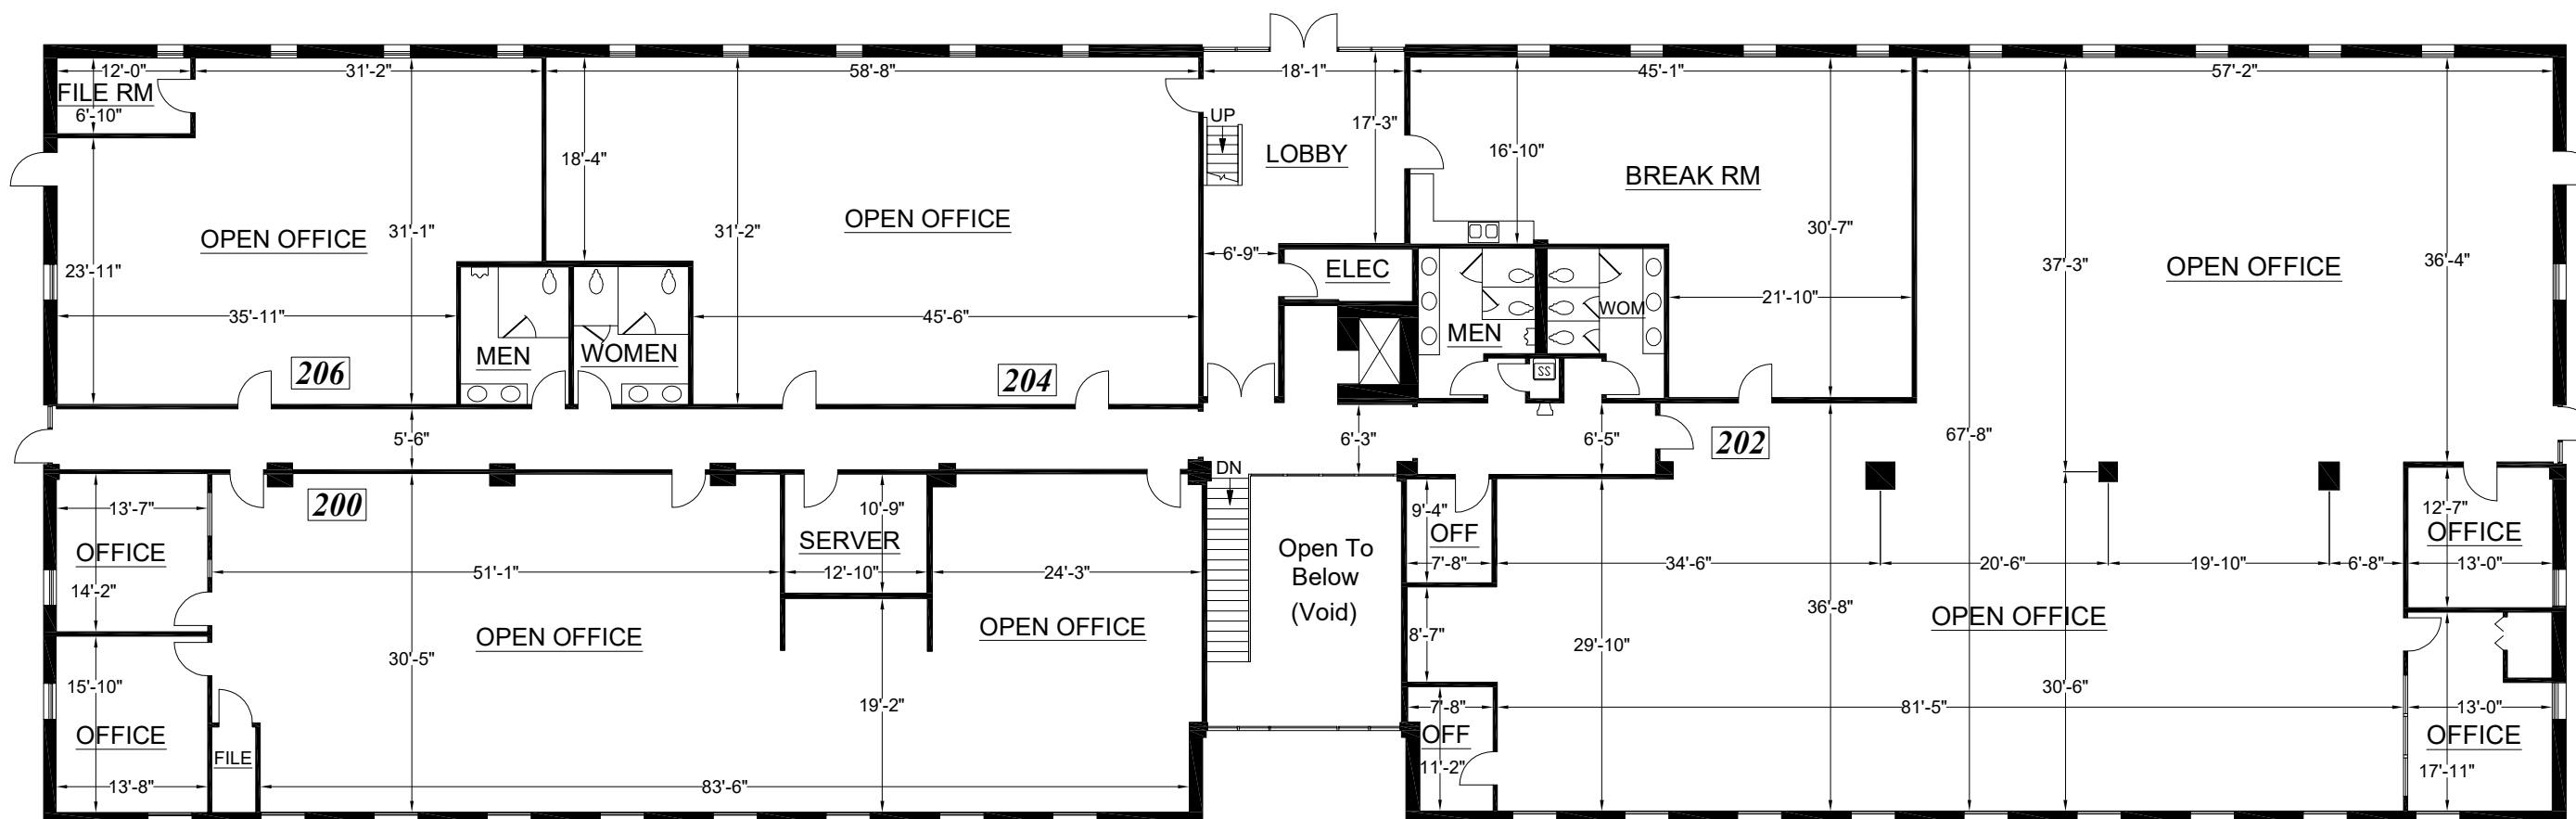 12'-0"
31'-2"
58'-8"
18'-1"
45'-1"
57'-2"
FILE RM
6'-10"
UP
17'-3"
LOBBY
18'-4"
16'-10"
BREAK RM
OPEN OFFICE
31'-1"
31'-2"
OPEN OFFICE
30'-7"
23'-11"
6'-9"
ELEC
37'-3"
OPEN OFFICE
36'-4"
35'-11"
45'-6"
21'-10"
WOM
MEN
MEN
WOMEN
206
204
SS
5'-6"
6'-3"
6'-5"
202
67'-8"
DN
200
13'-7"
10'-9"
9'-4"
12'-7"
OFFICE
SERVER
OFF
OFFICE
Open To
Below
(Void)
14'-2"
51'-1"
12'-10"
24'-3"
7'-8"
34'-6"
20'-6"
19'-10"
6'-8"
13'-0"
36'-8"
OPEN OFFICE
OPEN OFFICE
OPEN OFFICE
8'-7"
29'-10"
30'-5"
15'-10"
19'-2"
30'-6"
7'-8"
81'-5"
13'-0"
OFFICE
FILE
OFF
OFFICE
11'-2"
17'-11"
13'-8"
83'-6"